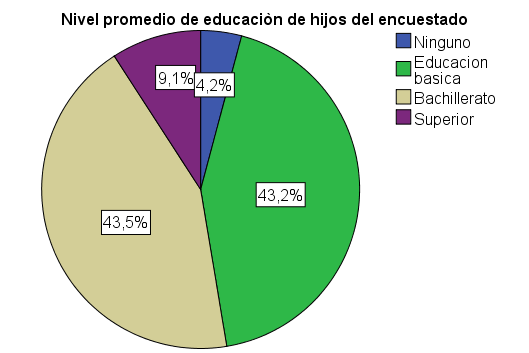 Nivel promedio de educaciòn de hijos del encuestado
Ninguno
Educacion
basica
Bachillerato
Superior
9,1%
4,2%
43,2%
43,5%